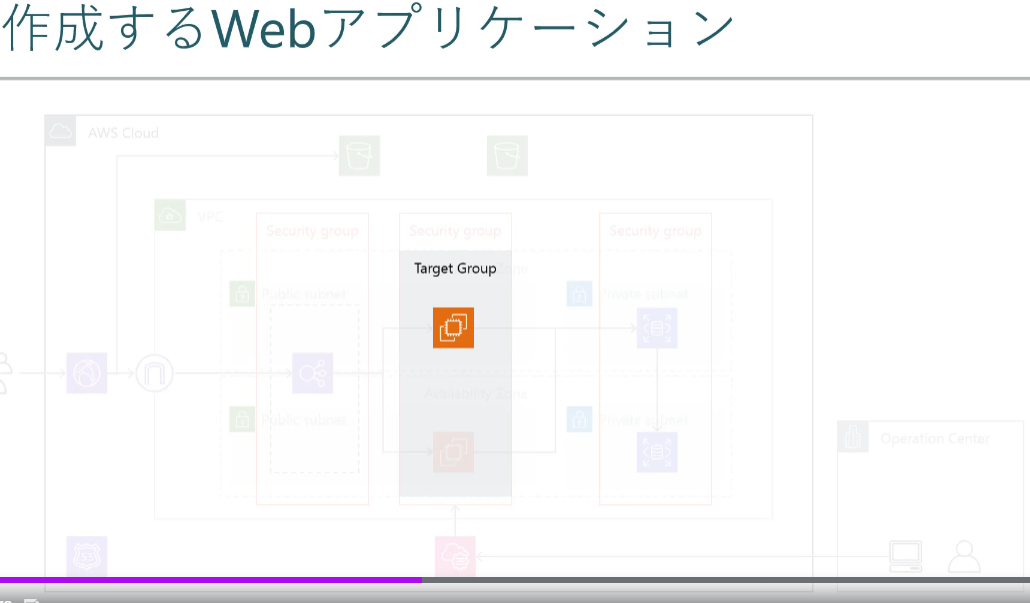 作成するWebアプリケーション
AWS Cloud
VPC
Security group
Security group
Security group
Target Group
Public subnet
Private subnet
Availability Zone
Public subnet
Private subnet
Operation Center